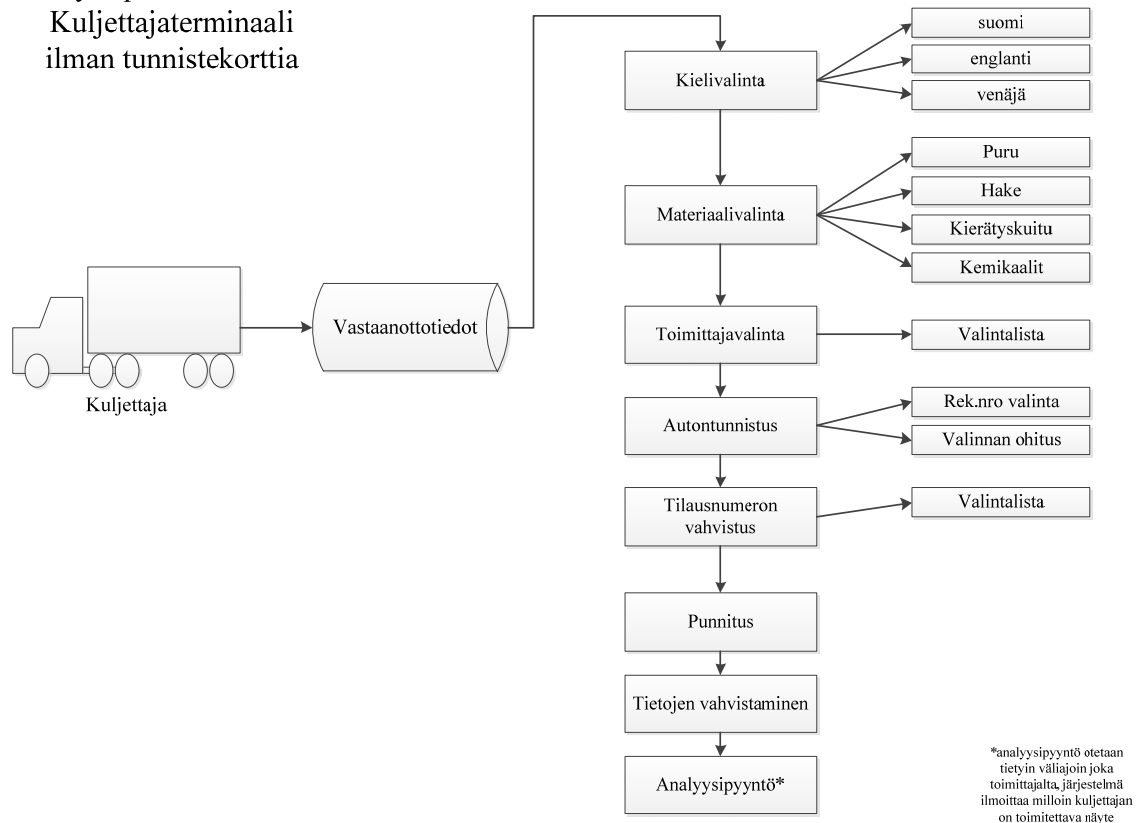 Kuljettajaterminaali
ilman tunnistekorttia
Kuljettaja
Vastaanottotiedot
Kielivalinta
suomi
englanti
venäjä
Materiaalivalinta
Puru
Hake
Kierätyskuitu
Kemikaalit
Toimittajavalinta
Valintalista
Autontunnistus
Rek.nro valinta
Valinnan ohitus
Tilausnumeron
vahvistus
Valintalista
Punnitus
Tietojen vahvistaminen
Analyysipyyntö*
*analyysipyyntö otetaan
tietyin väliajoin joka
toimittajalta, järjestelmä
ilmoittaa milloin kuljettajan
on toimitettava näyte